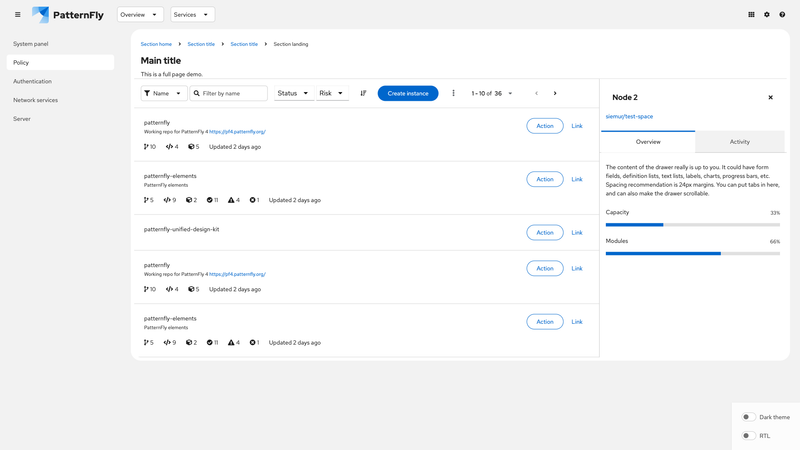 PatternFly
Overview
Services
System panel
Policy
Authentication
Network services
Server
Section home
Section title
Section title
Section landing
Main title
This is a full page demo.
Name
Filter by name
Status
Risk
Create instance
1 - 10 of 36
patternfly
Working repo for PatternFly 4 https://pf4.patternfly.org/
10 4 5 Updated 2 days ago
Action
Link
patternfly-elements
PatternFly elements
5 9 2 11 4 1 Updated 2 days ago
Action
Link
patternfly-unified-design-kit
Action
Link
patternfly
Working repo for PatternFly 4 https://pf4.patternfly.org/
10 4 5 Updated 2 days ago
Action
Link
patternfly-elements
PatternFly elements
5 9 2 11 4 1 Updated 2 days ago
Action
Link
Node 2
siemur/test-space
Overview
Activity
The content of the drawer really is up to you. It could have form
fields, definition lists, text lists, labels, charts, progress bars, etc.
Spacing recommendation is 24px margins. You can put tabs in here,
and can also make the drawer scrollable.
Capacity
33%
Modules
66%
Dark theme
RTL